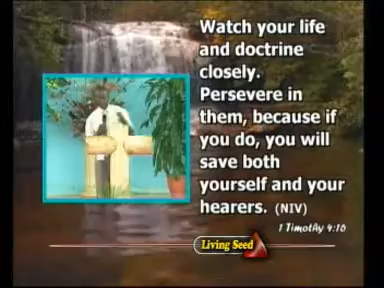 Watch your life
and doctrine
closely.
Persevere in
them, because if
you do, you will
save both
yourself and your
hearers. (NIV)
1 Timothy 4:16
Living Seed